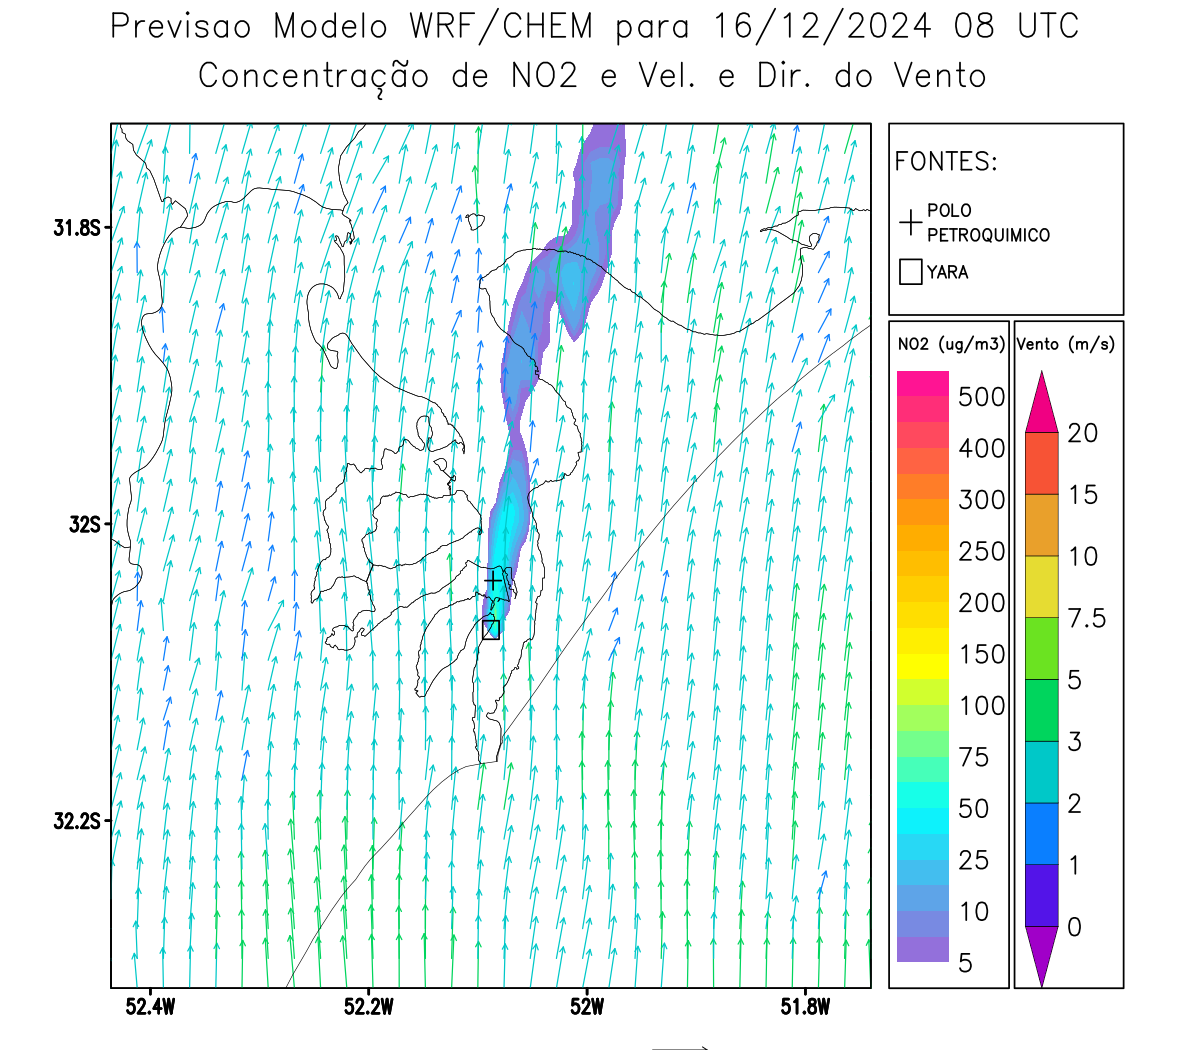 Previsao Modelo WRF/CHEM para 16/12/2024 08 UTC
Concentração de NO2 e Vel. e Dir. do Vento
FONTES:
POLO
PETROQUIMICO
YARA
NO2 (ug/m3)
500
400
300
250
200
150
100
75
50
25
10
5
Vento (m/s)
20
15
10
7.5
5
3
2
1
0
31.8S
32S
32.2S
52.4W
52.2W
52W
51.8W